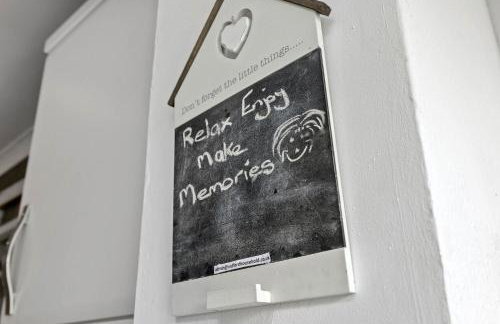 Don't forget the little things.....
Relax Enjoy
Make
Memories